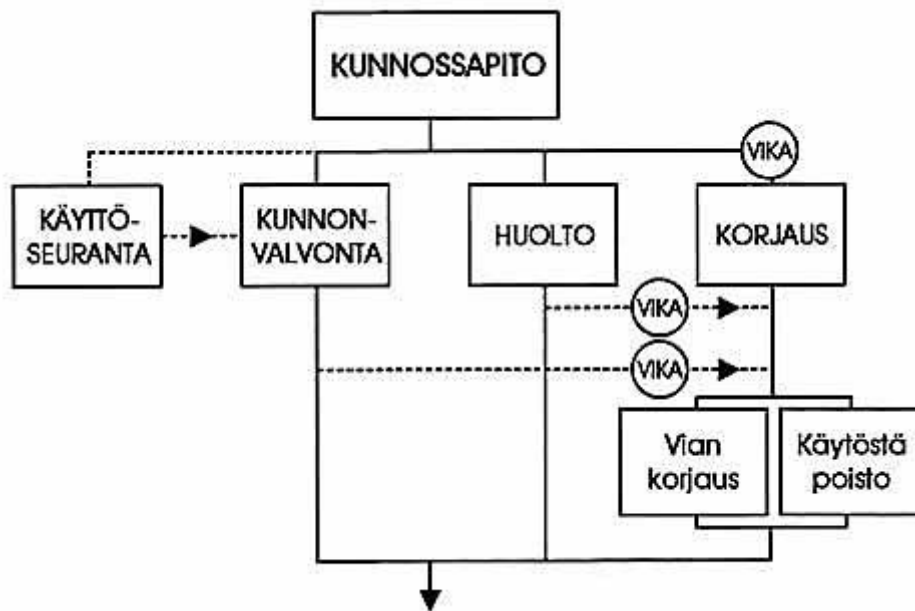 KUNNOSSAPITO
VIKA
KÄYTTÖ-
SEURANTA
KUNNON-
VALVONTA
HUOLTO
KORJAUS
VIKA
VIKA
Vian
korjaus
Käytöstä
poisto